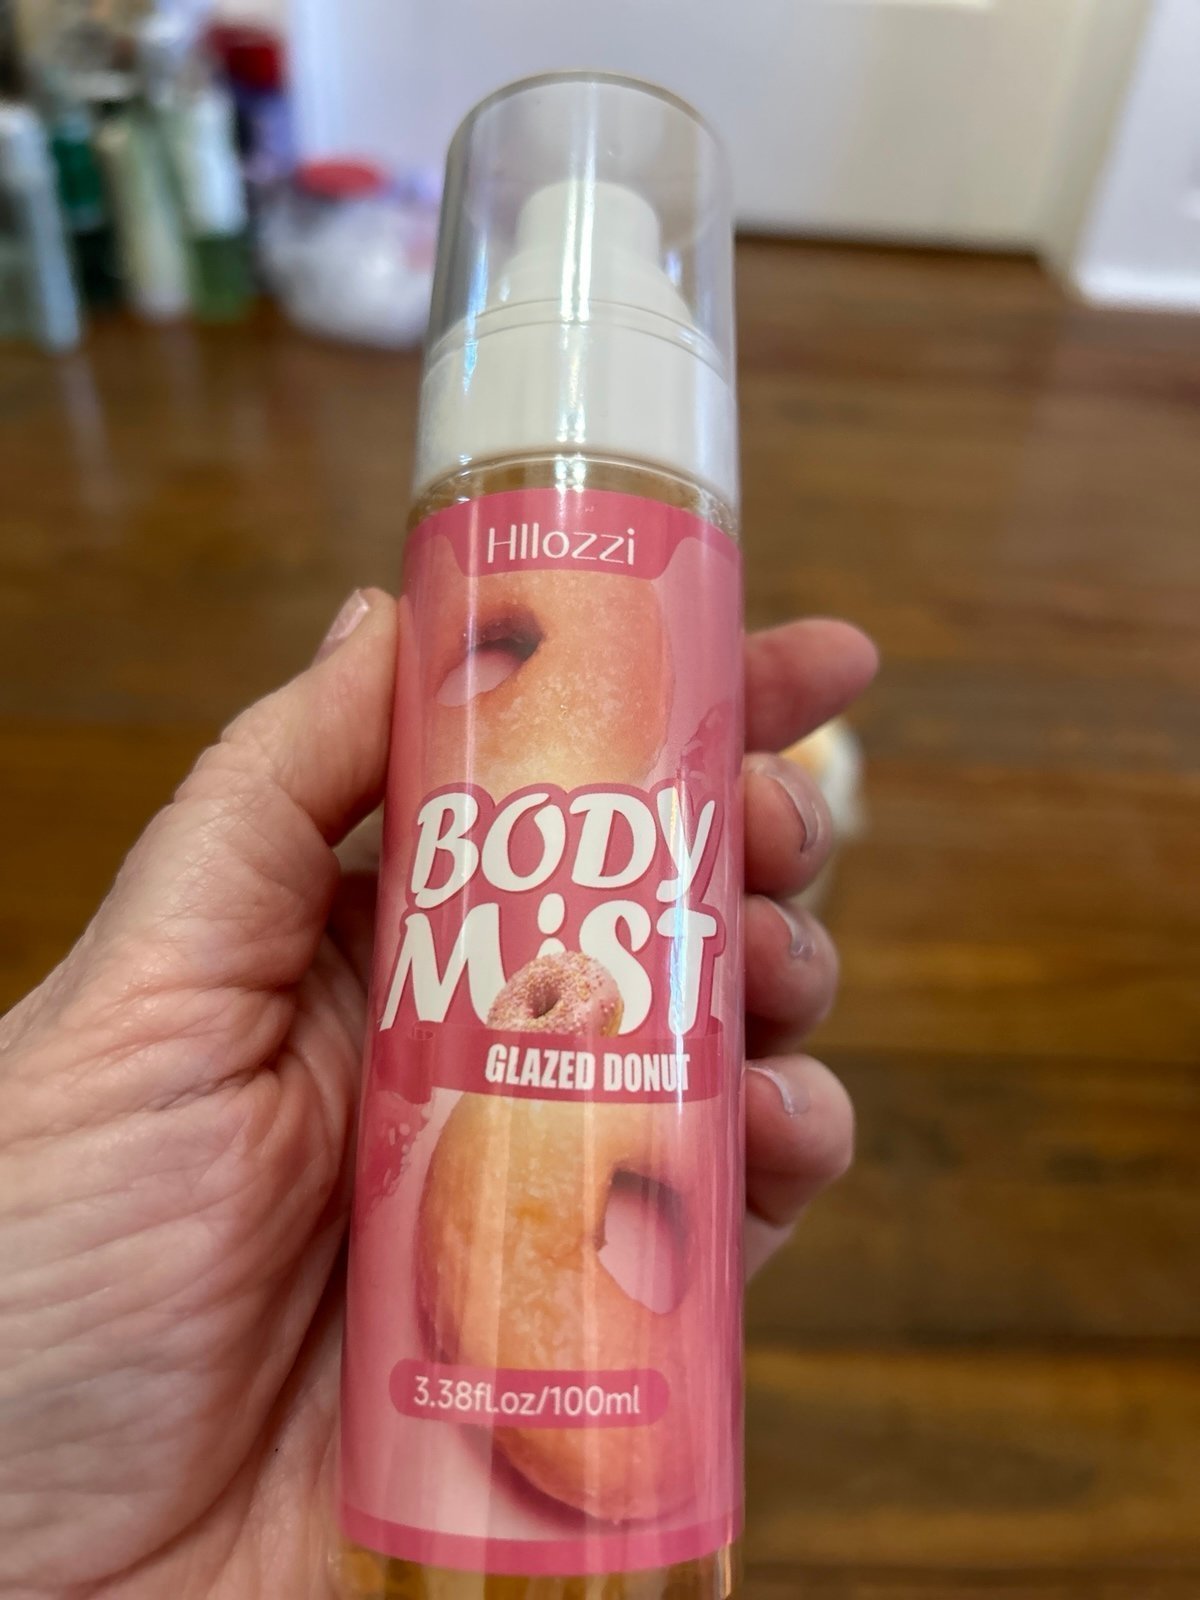 Hllozzi
BODY
MiST
GLAZED DONUT
3.38fl.oz/100ml